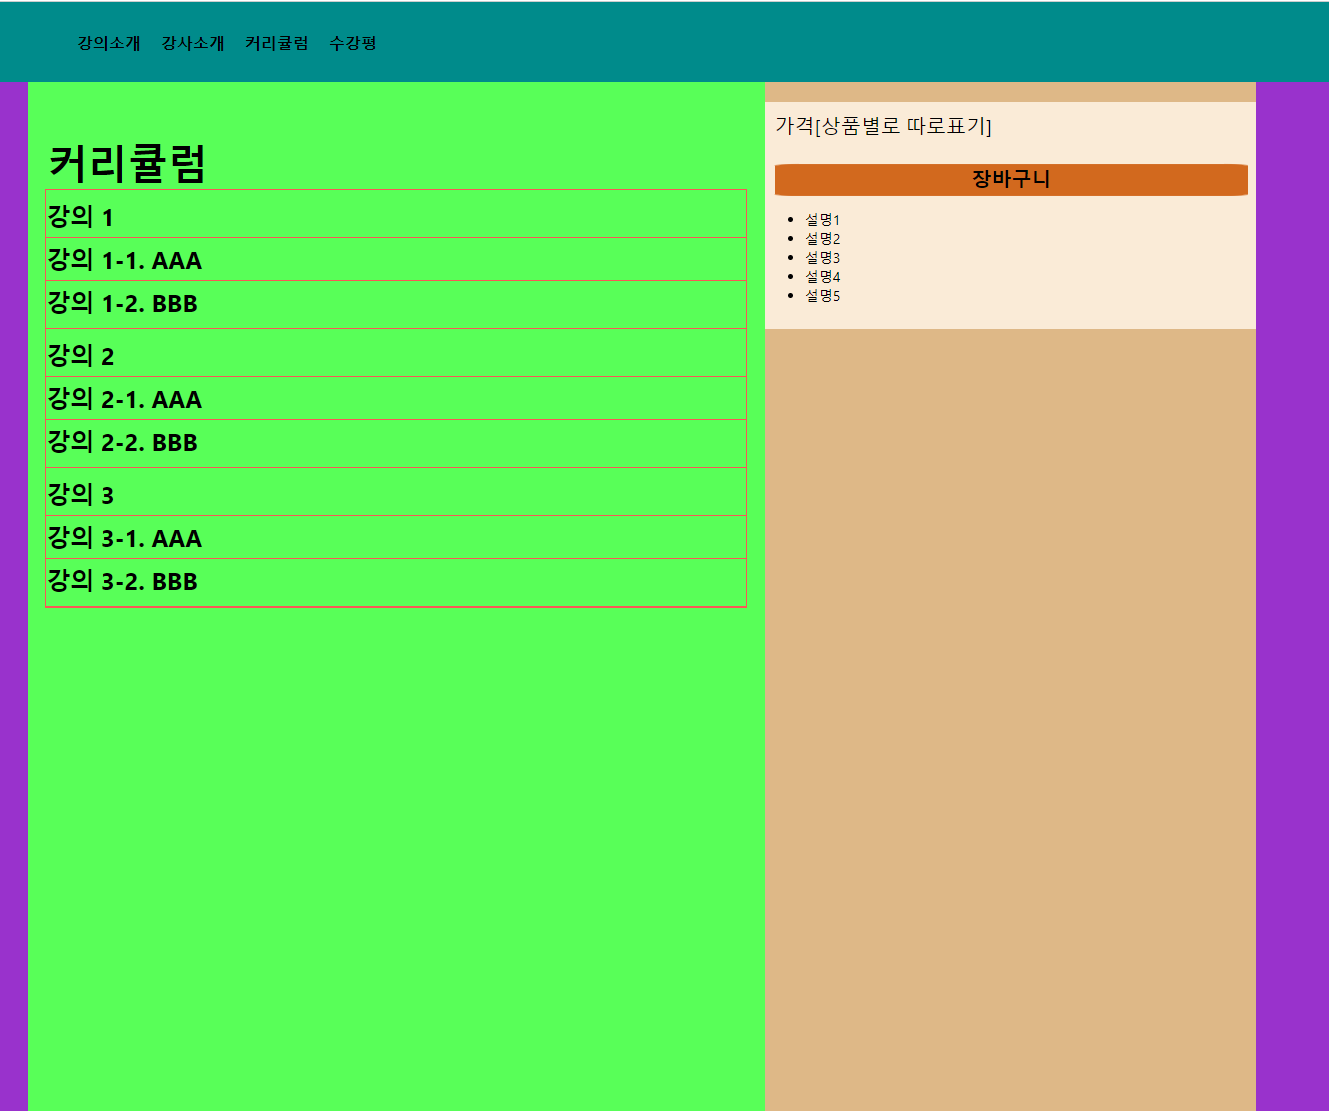 강의소개 강사소개 커리큘럼 수강평
커리큘럼
강의 1
강의 1-1. AAA
강의 1-2. BBB
강의 2
강의 2-1. AAA
강의 2-2. BBB
강의 3
강의 3-1. AAA
강의 3-2. BBB
가격[상품별로 따로표기]
장바구니
설명1
설명2
설명3
설명4
설명5